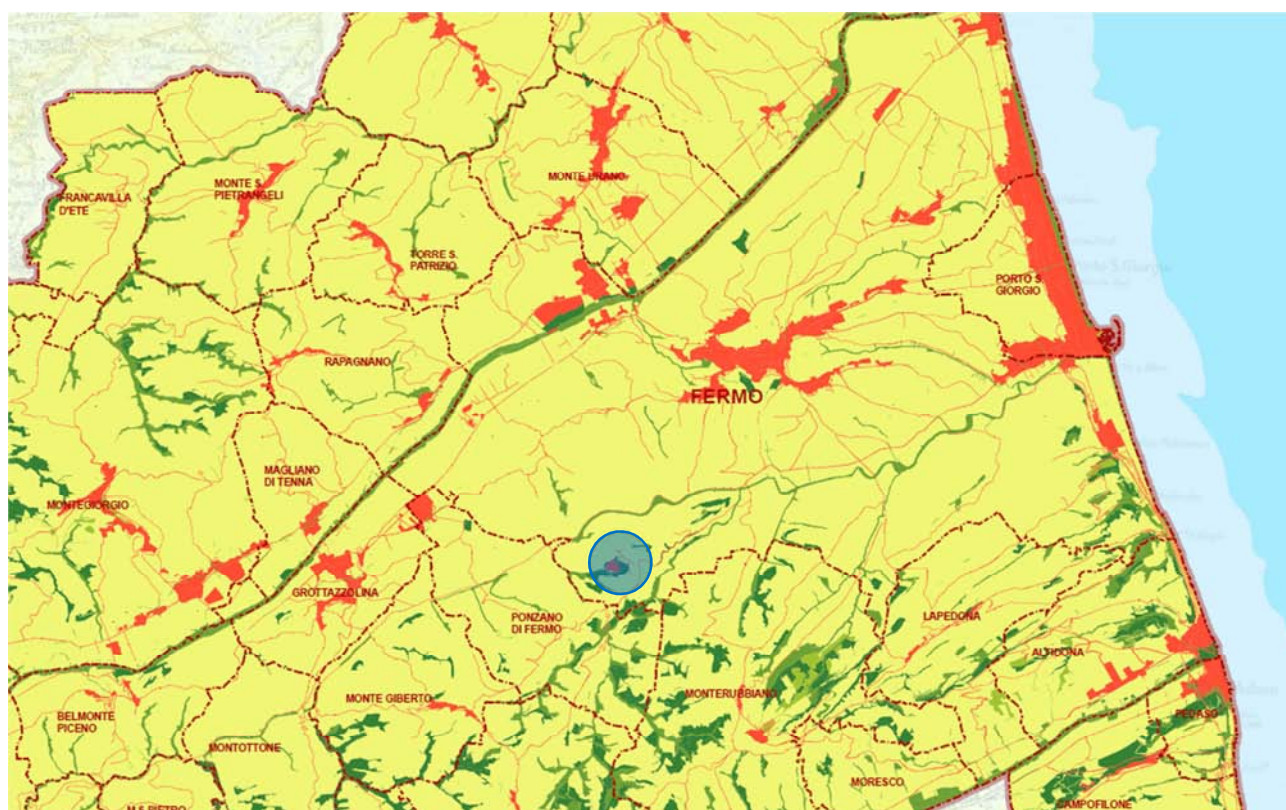 FRANCAVILLA
D'ETE
MONTE S.
PIETRANGELI
MONTE URANO
TORRE S.
PATRIZIO
PORTO S.
GIORGIO
RAPAGNANO
FERMO
MAGLIANO
DI TENNA
MONTEGIORGIO
GROTTAZZOLINA
PONZANO
DI FERMO
LAPEDONA
ALTIDONA
MONTE GIBERTO
MONTERUBBIANO
BELMONTE
PICENO
MONTOTTONE
PEDASO
MORESCO
M.S.PIETRO
CAMPOFILONE